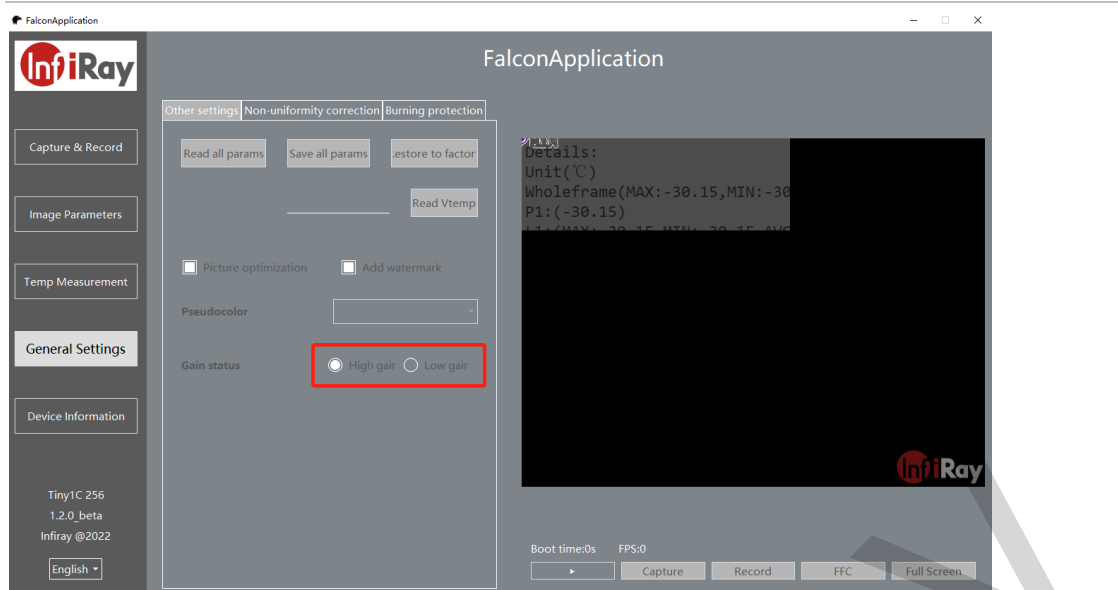 FalconApplication
InfiRay
FalconApplication
Other settings Non-uniformity correction Burning protection
Capture & Record
Read all params Save all params .estore to factor
Details:
Unit(℃)
Wholeframe(MAX:-30.15,MIN:-30
Image Parameters
Read Vtemp
P1:(-30.15)
Temp Measurement
Picture optimization Add watermark
Pseudocolor
General Settings
Gain status High gair Low gair
Device Information
InfiRay
Tiny1C 256
1.2.0_beta
Infiray @2022
English
Boot time:0s FPS:0
Capture Record FFC Full Screen